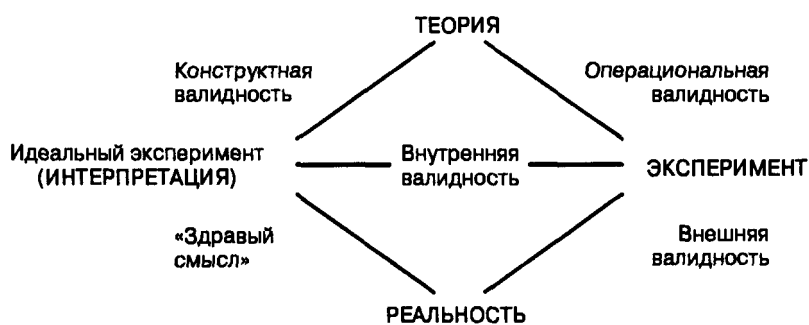 ТЕОРИЯ
Конструктная
валидность
Операциональная
валидность
Идеальный эксперимент
(ИНТЕРПРЕТАЦИЯ)
Внутренняя
валидность
ЭКСПЕРИМЕНТ
«Здравый
смысл»
Внешняя
валидность
РЕАЛЬНОСТЬ